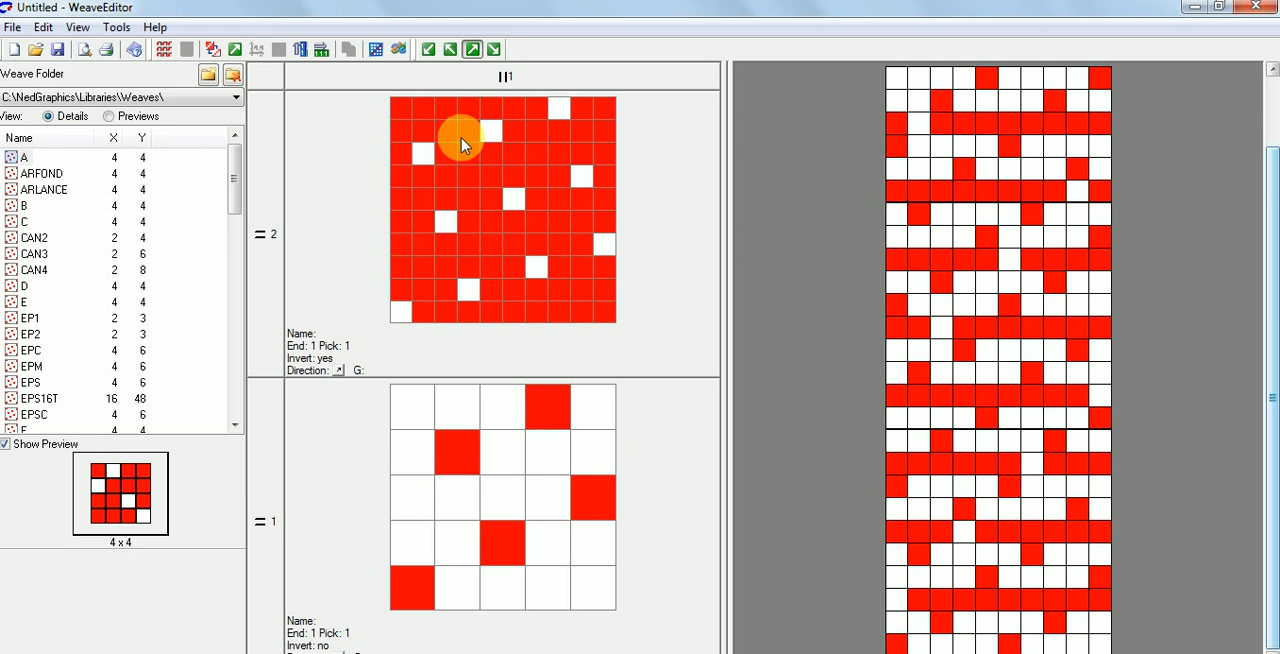 Untitled - WeaveEditor
File Edit View Tools Help
Weave Folder
C:\NedGraphics\Libraries\Weaves\
View: Details Previews
Name X Y
A 4 4
ARFOND 4 4
ARLANCE 4 4
B 4 4
C 4 4
CAN2 2 4
CAN3 2 6
CAN4 2 8
D 4 4
E 4 4
EP1 2 3
EP2 2 3
EPC 4 6
EPM 4 6
EPS 4 6
EPS16T 16 48
EPSC 4 6
Show Preview
4 x 4
1
2
Name:
End: 1 Pick: 1
Invert: yes
Direction: G:
1
Name:
End: 1 Pick: 1
Invert: no